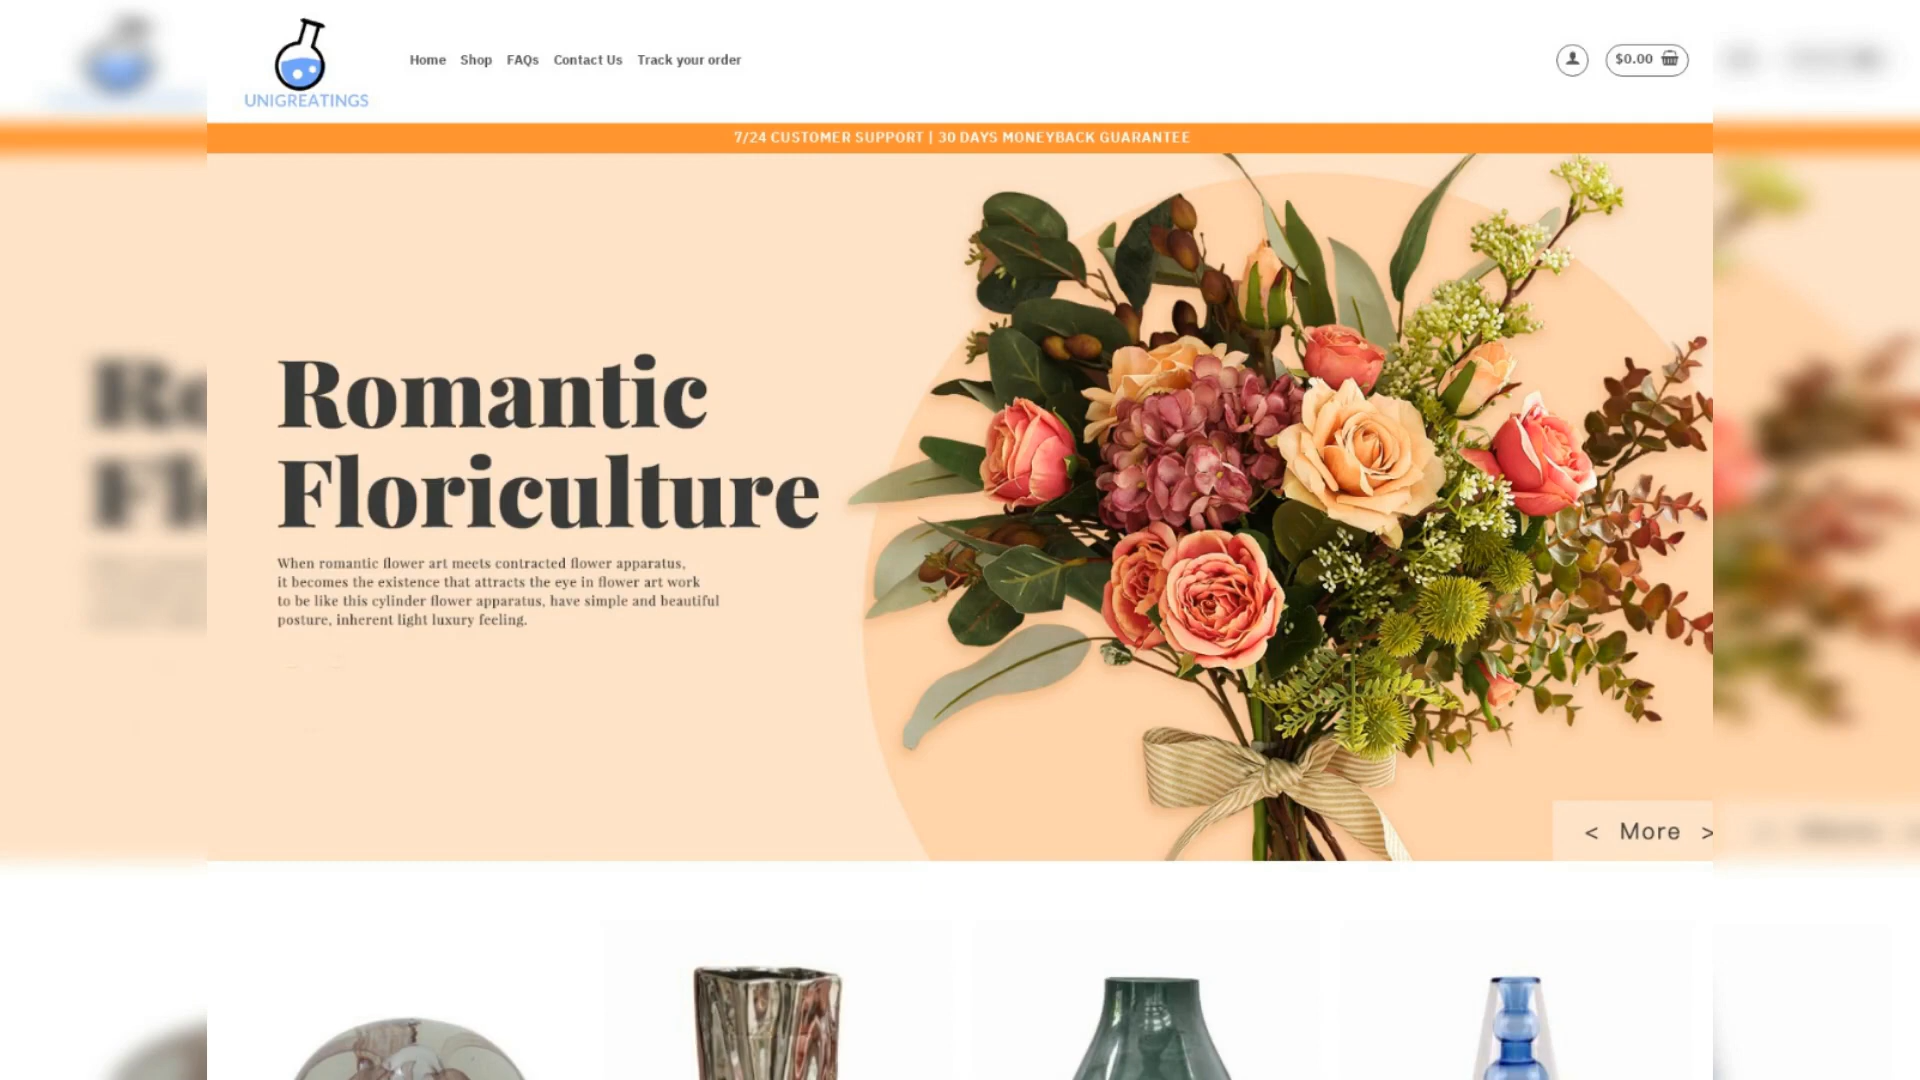 UNIGREATINGS
Home Shop FAQs Contact Us Track your order
$0.00
7/24 CUSTOMER SUPPORT | 30 DAYS MONEYBACK GUARANTEE
Romantic
Floriculture
When romantic flower art meets contracted flower apparatus,
it becomes the existence that attracts the eye in flower art work
to be like this cylinder flower apparatus, have simple and beautiful
posture, inherent light luxury feeling.
< More >